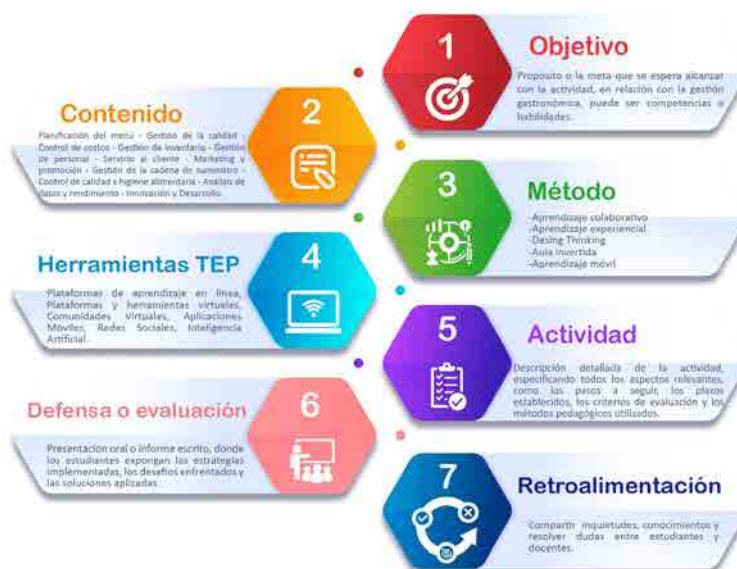 1
Objetivo
Propósito o la meta que se espera alcanzar
con la actividad, en relación con la gestión
gastronómica, puede ser competencias o
habilidades.
2
Contenido
Planificación del menú - Gestión de la calidad -
Control de costos - Gestión de inventario - Gestión
de personal - Servicio al cliente - Marketing y
promoción - Gestión de la cadena de suministro -
Control de calidad e higiene alimentaria - Análisis de
datos y rendimiento - Innovación y Desarrollo.
3
Método
-Aprendizaje colaborativo
-Aprendizaje experiencial
-Desing Thinking
-Aula invertida
-Aprendizaje móvil
4
Herramientas TEP
Plataformas de aprendizaje en línea,
Plataformas y herramientas virtuales,
Comunidades Virtuales, Aplicaciones
Móviles, Redes Sociales, Inteligencia
Artificial.
5
Actividad
Descripción detallada de la actividad,
especificando todos los aspectos relevantes,
como los pasos a seguir, los plazos
establecidos, los criterios de evaluación y los
métodos pedagógicos utilizados.
6
Defensa o evaluación
Presentación oral o informe escrito, donde
los estudiantes expongan las estrategias
implementadas, los desafíos enfrentados y
las soluciones aplicadas.
7
Retroalimentación
Compartir inquietudes, conocimientos y
resolver dudas entre estudiantes y
docentes.